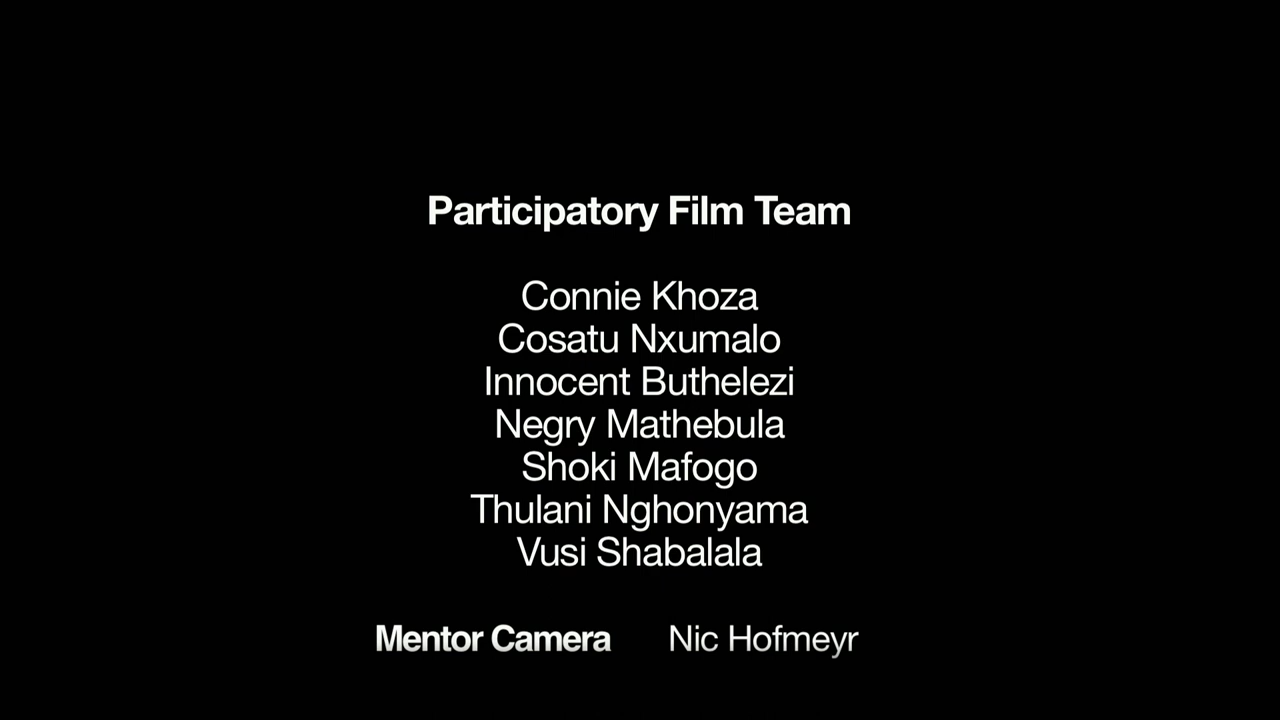 Participatory Film Team
Connie Khoza
Cosatu Nxumalo
Innocent Buthelezi
Negry Mathebula
Shoki Mafogo
Thulani Nghonyama
Vusi Shabalala
Mentor Camera Nic Hofmeyr